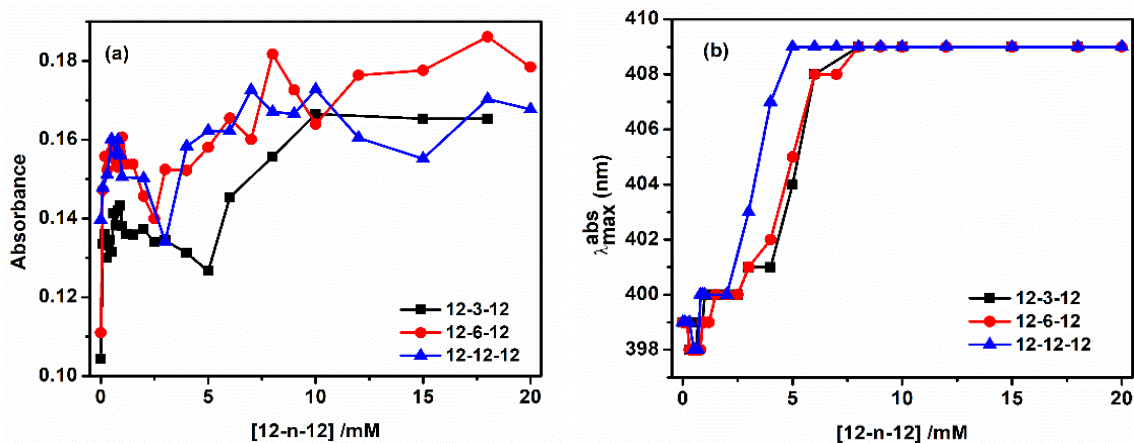 (a)
Absorbance
0.18
0.16
0.14
0.12
0.10
12-3-12
12-6-12
12-12-12
0 5 10 15 20
[12-n-12] /mM
(b)
λabsmax (nm)
410
408
406
404
402
400
398
12-3-12
12-6-12
12-12-12
0 5 10 15 20
[12-n-12] /mM